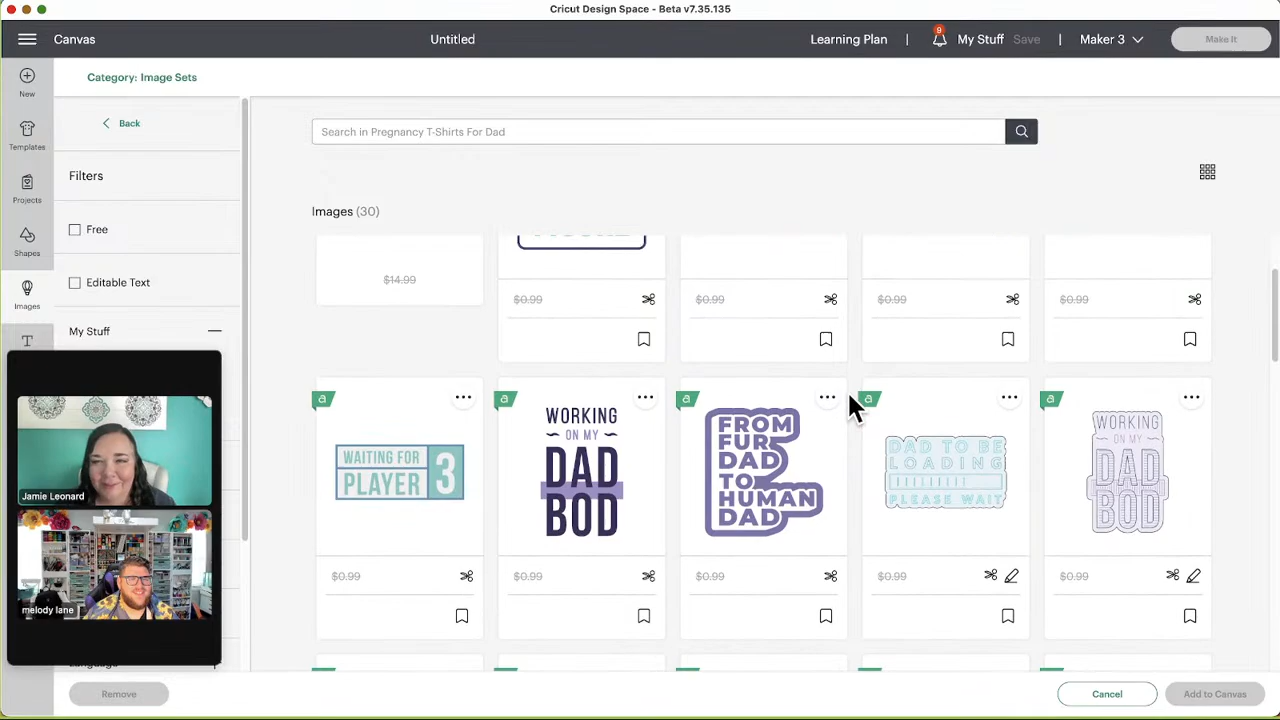 Cricut Design Space - Beta v7.35.135
Canvas
Untitled
Learning Plan | 9 My Stuff Save | Maker 3 Make It
New
Templates
Projects
Shapes
Images
T
Category: Image Sets
Back
Filters
Free
Editable Text
My Stuff
Search in Pregnancy T-Shirts For Dad
Images (30)
$14.99
$0.99
$0.99
$0.99
$0.99
a
WAITING FOR
PLAYER 3
$0.99
a
WORKING
ON MY
DAD
BOD
$0.99
a
FROM
FUR
DAD
TO
HUMAN
DAD
$0.99
a
DAD TO BE
LOADING
PLEASE WAIT
$0.99
a
WORKING
ON MY
DAD
BOD
$0.99
Jamie Leonard
melody lane
Remove
Cancel
Add to Canvas